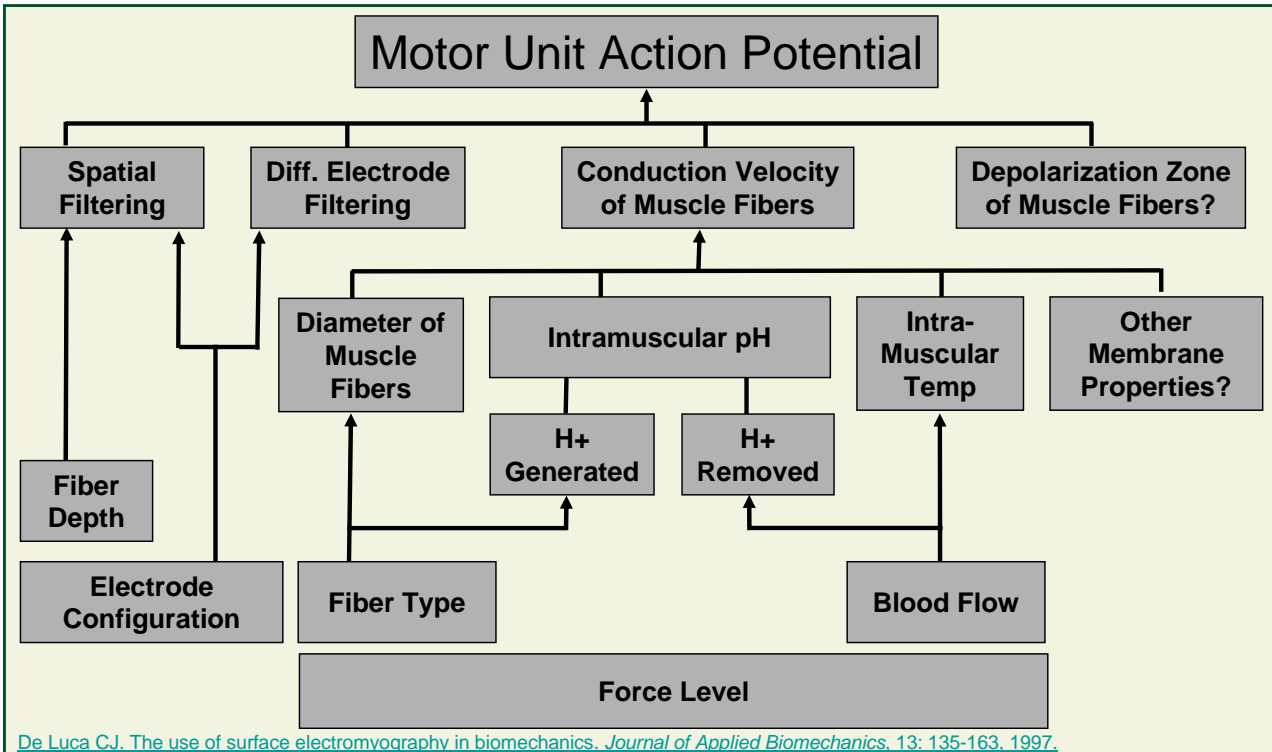 Motor Unit Action Potential
Spatial
Filtering
Diff. Electrode
Filtering
Conduction Velocity
of Muscle Fibers
Depolarization Zone
of Muscle Fibers?
Diameter of
Muscle
Fibers
Intramuscular pH
Intra-
Muscular
Temp
Other
Membrane
Properties?
H+
Generated
H+
Removed
Fiber
Depth
Electrode
Configuration
Fiber Type
Blood Flow
Force Level
De Luca CJ. The use of surface electromyography in biomechanics. Journal of Applied Biomechanics, 13: 135-163, 1997.